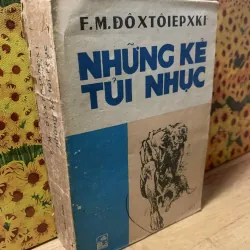 F.M.ĐÔXTÔIEPXKI
NHỮNG KẺ
TỦI NHỤC